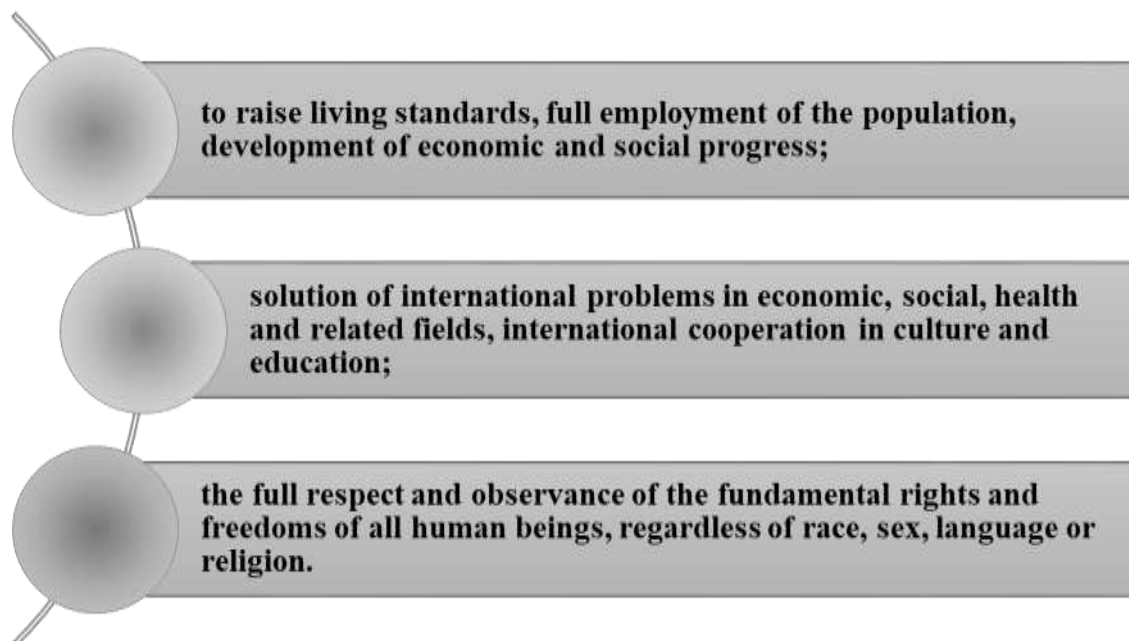 to raise living standards, full employment of the population,
development of economic and social progress;
solution of international problems in economic, social, health
and related fields, international cooperation in culture and
education;
the full respect and observance of the fundamental rights and
freedoms of all human beings, regardless of race, sex, language or
religion.